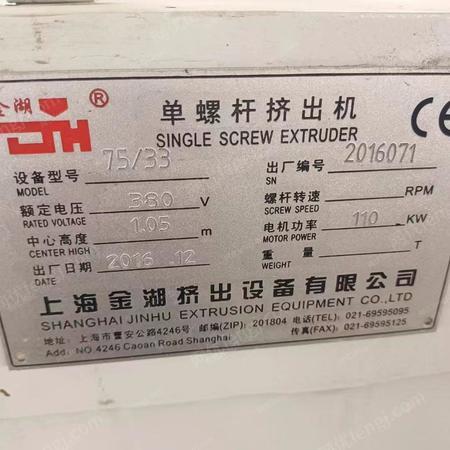 金湖 ®
JH
单螺杆挤出机
SINGLE SCREW EXTRUDER
CE
设备型号 75/33
MODEL
出厂编号 2016071
SN
额定电压 380 V
RATED VOLTAGE
螺杆转速 RPM
SCREW SPEED
中心高度 1.05 m
CENTER HIGH
电机功率 110 KW
MOTOR POWER
出厂日期 2016.12
DATE
重量 T
WEIGHT
上海金湖挤出设备有限公司
SHANGHAI JINHU EXTRUSION EQUIPMENT CO.,LTD
地址: 上海市曹安公路4246号 邮编(ZIP): 201804 电话(TEL): 021-69595095
Add: NO.4246 Caoan Road Shanghai 传真(FAX): 021-69595125